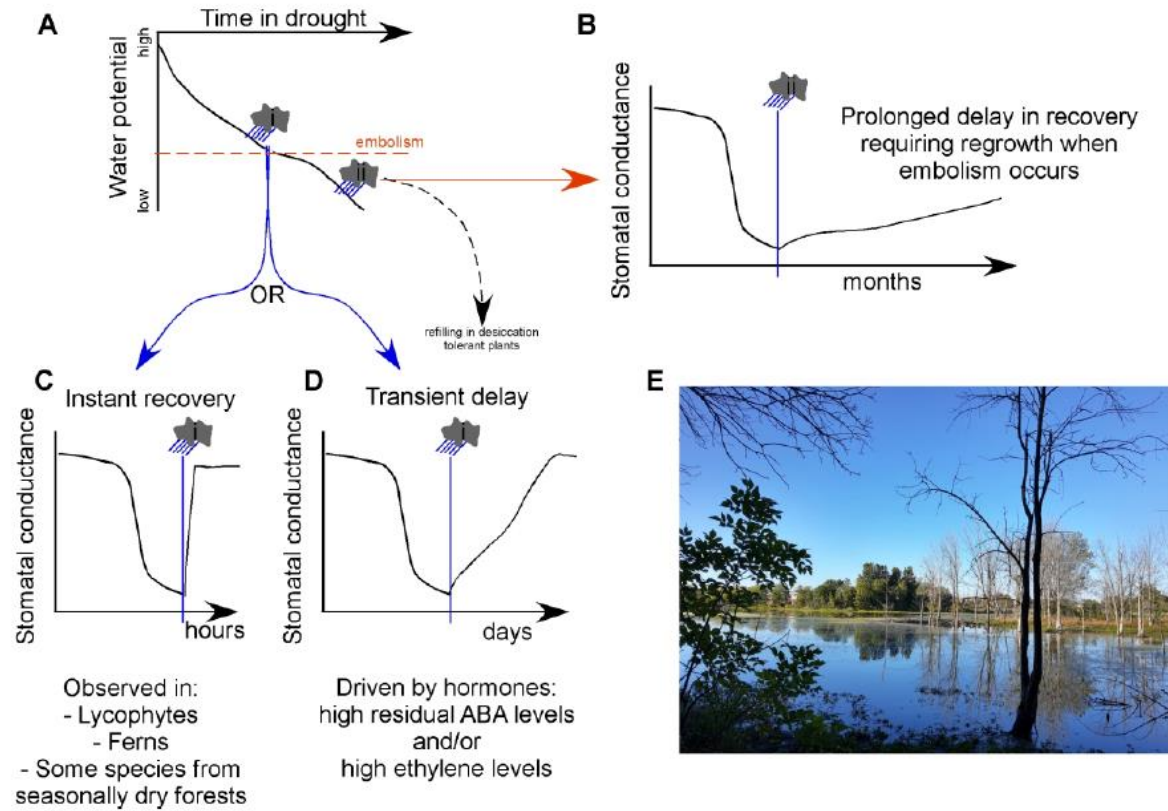 A
Time in drought
Water potential
high
low
i
embolism
ii
OR
refilling in desiccation
tolerant plants
B
Stomatal conductance
ii
Prolonged delay in recovery
requiring regrowth when
embolism occurs
months
C
Instant recovery
i
Stomatal conductance
hours
Observed in:
- Lycophytes
- Ferns
- Some species from
seasonally dry forests
D
Transient delay
i
Stomatal conductance
days
Driven by hormones:
high residual ABA levels
and/or
high ethylene levels
E